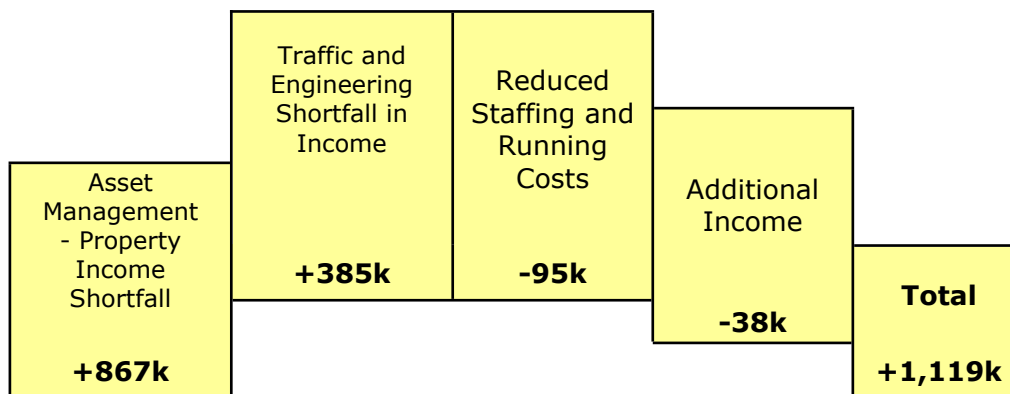 Asset
Management
- Property
Income
Shortfall
+867k
Traffic and
Engineering
Shortfall in
Income
+385k
Reduced
Staffing and
Running
Costs
-95k
Additional
Income
-38k
Total
+1,119k